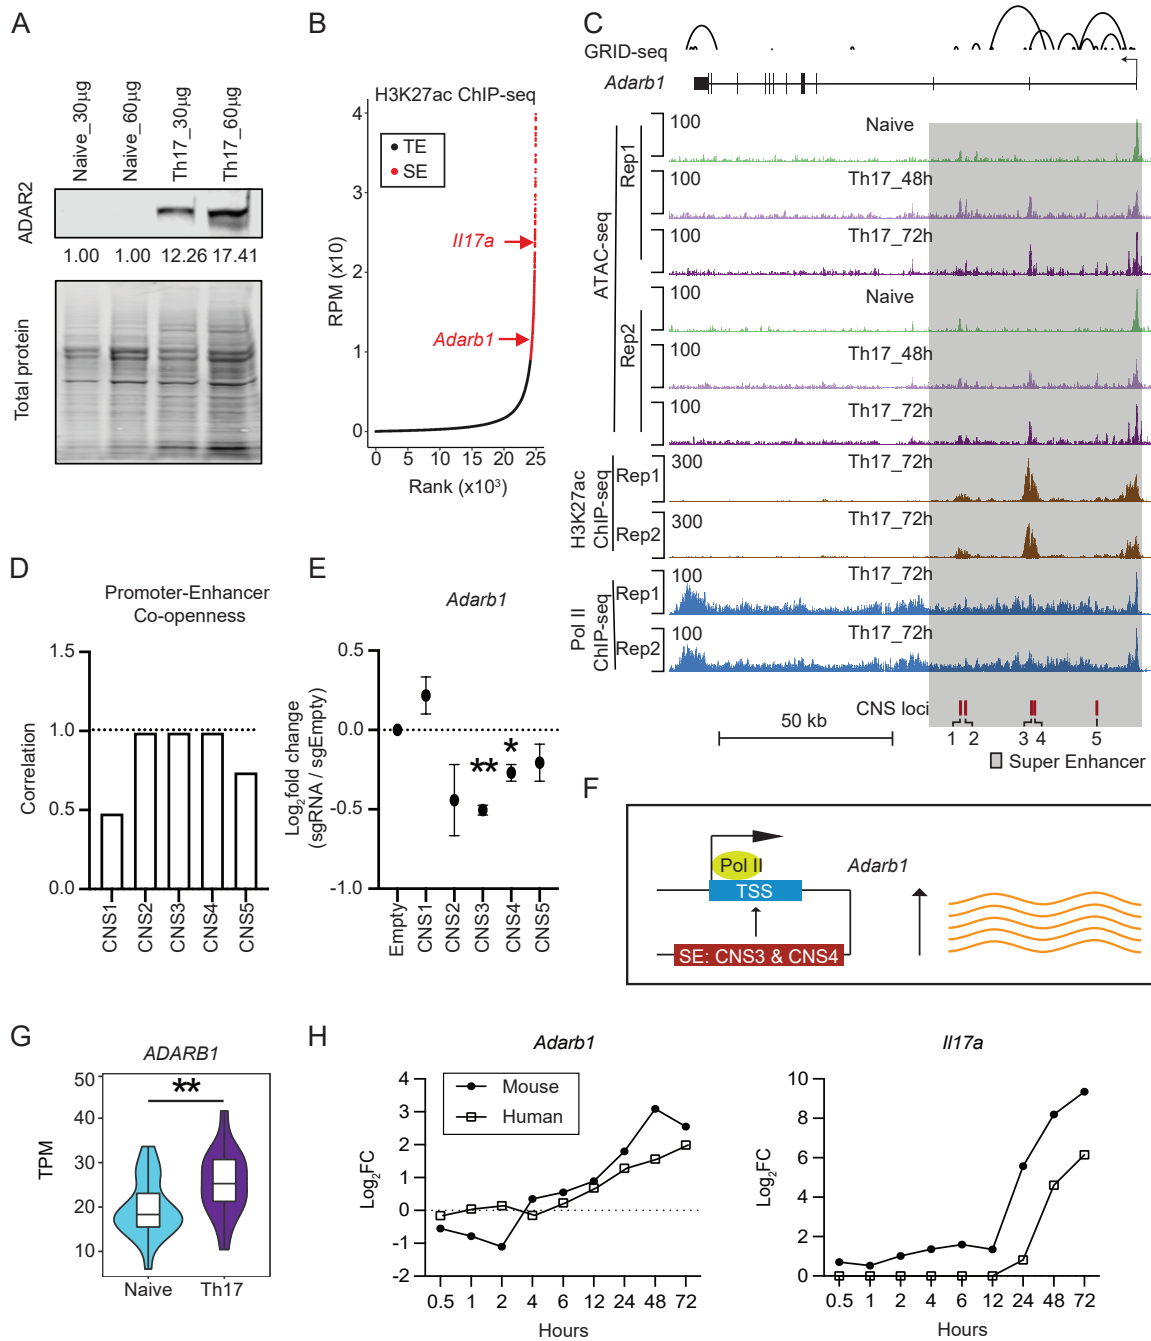 A
Naive_30µg
Naive_60µg
Th17_30µg
Th17_60µg
ADAR2
1.00 1.00 12.26 17.41
Total protein
B
H3K27ac ChIP-seq
TE
SE
Il17a
Adarb1
RPM (x10)
4
3
2
1
0
0 5 10 15 20 25
Rank (x10³)
C
GRID-seq
Adarb1
ATAC-seq
Rep1
100 Naive
100 Th17_48h
100 Th17_72h
Rep2
100 Naive
100 Th17_48h
100 Th17_72h
H3K27ac ChIP-seq
Rep1 300 Th17_72h
Rep2 300 Th17_72h
Pol II ChIP-seq
Rep1 100 Th17_72h
Rep2 100 Th17_72h
CNS loci
50 kb
1 2 3 4 5
Super Enhancer
D
Promoter-Enhancer
Co-openness
Correlation
1.5
1.0
0.5
0.0
CNS1
CNS2
CNS3
CNS4
CNS5
E
Adarb1
Log₂fold change
(sgRNA / sgEmpty)
0.5
0.0
-0.5
-1.0
**
*
Empty
CNS1
CNS2
CNS3
CNS4
CNS5
F
Pol II
TSS
SE: CNS3 & CNS4
Adarb1
G
ADARB1
**
TPM
50
40
30
20
10
Naive Th17
H
Adarb1
Mouse
Human
Log₂FC
4
3
2
1
0
-1
-2
0.5 1 2 4 6 12 24 48 72
Hours
Il17a
Log₂FC
10
8
6
4
2
0
0.5 1 2 4 6 12 24 48 72
Hours